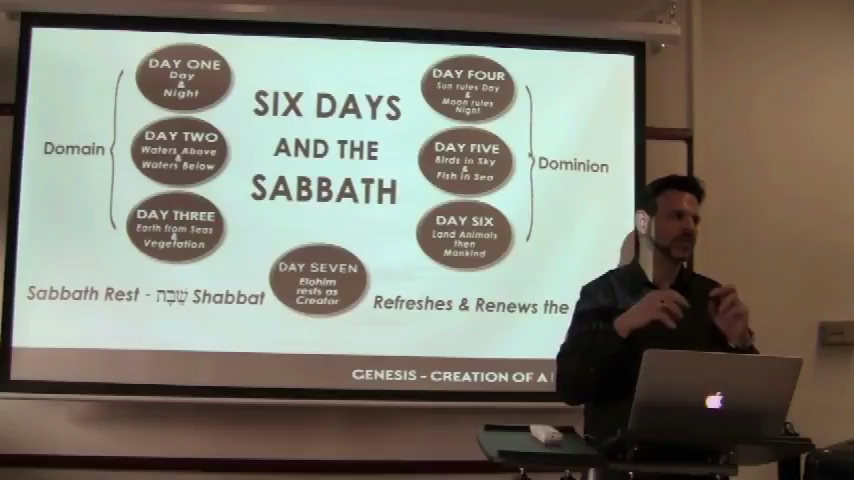 DAY ONE
Day
&
Night
DAY TWO
Waters Above
&
Waters Below
DAY THREE
Earth from Seas
&
Vegetation
Domain
SIX DAYS
AND THE
SABBATH
DAY FOUR
Sun rules Day
&
Moon rules
Night
DAY FIVE
Birds in Sky
&
Fish in Sea
DAY SIX
Land Animals
then
Mankind
Dominion
DAY SEVEN
Elohim
rests as
Creator
Sabbath Rest - שַׁבָּת Shabbat
Refreshes & Renews the
GENESIS – CREATION OF A